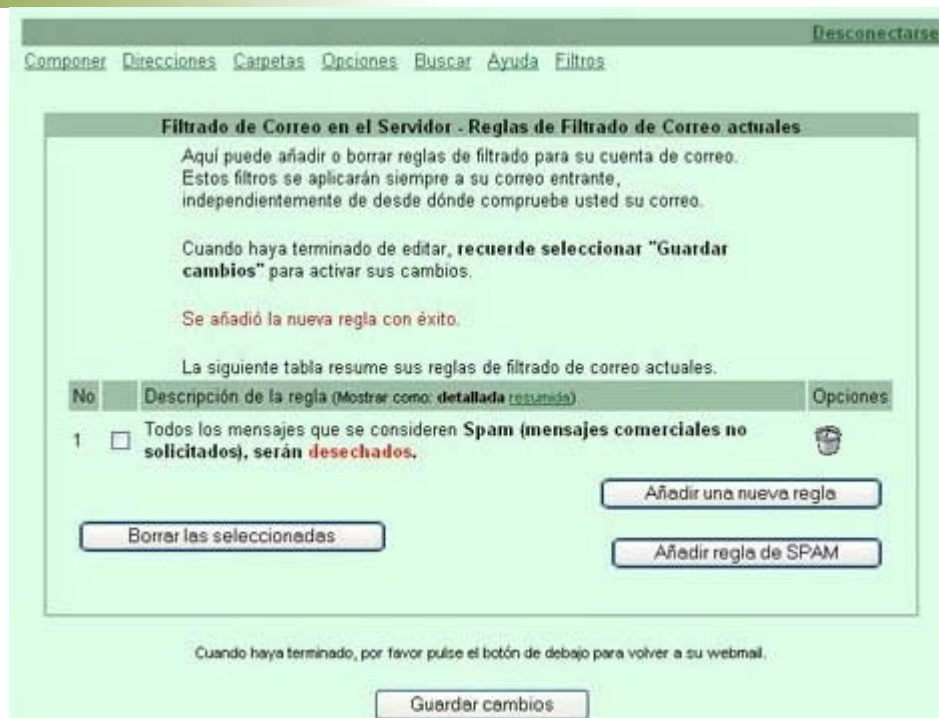 Desconectarse
Componer Direcciones Carpetas Opciones Buscar Ayuda Filtros
Filtrado de Correo en el Servidor - Reglas de Filtrado de Correo actuales
Aquí puede añadir o borrar reglas de filtrado para su cuenta de correo.
Estos filtros se aplicarán siempre a su correo entrante,
independientemente de desde dónde compruebe usted su correo.
Cuando haya terminado de editar, recuerde seleccionar "Guardar
cambios" para activar sus cambios.
Se añadió la nueva regla con éxito.
La siguiente tabla resume sus reglas de filtrado de correo actuales.
No Descripción de la regla (Mostrar como: detallada resumida) Opciones
1 Todos los mensajes que se consideren Spam (mensajes comerciales no
solicitados), serán desechados.
Añadir una nueva regla
Borrar las seleccionadas
Añadir regla de SPAM
Cuando haya terminado, por favor pulse el botón de debajo para volver a su webmail.
Guardar cambios